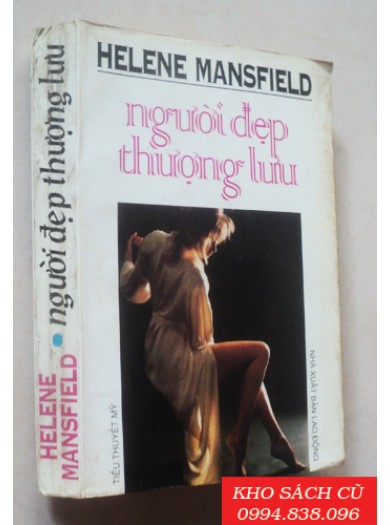 HELENE MANSFIELD
người đẹp
thượng lưu
HELENE
MANSFIELD
người đẹp thượng lưu
TIỂU THUYẾT MỸ
NHÀ XUẤT BẢN LAO ĐỘNG
KHO SÁCH CŨ
0994.838.096